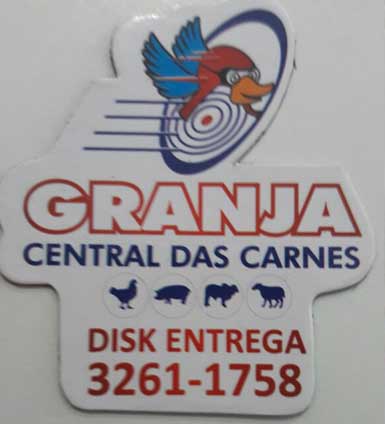 GRANJA
CENTRAL DAS CARNES
DISK ENTREGA
3261-1758